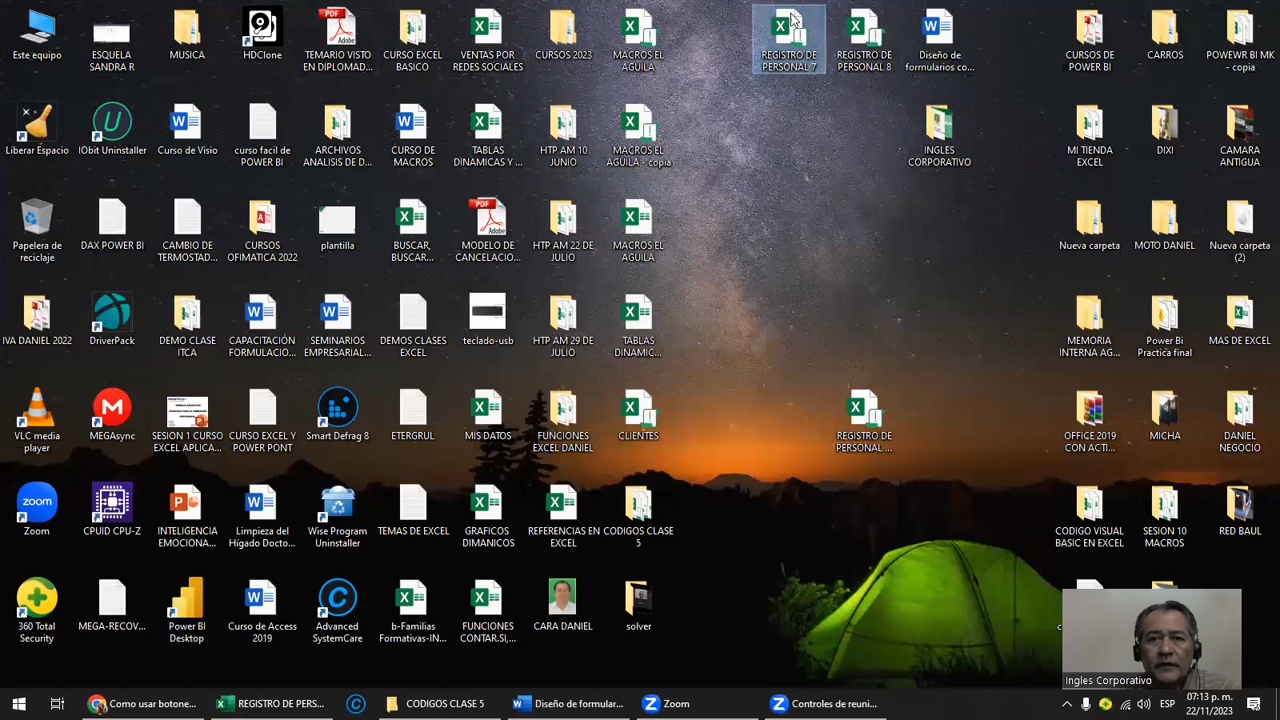 Este equipo
ESCUELA
SANDRA R
MUSICA
HDClone
TEMARIO VISTO
EN DIPLOMAD...
CURSO EXCEL
BASICO
VENTAS POR
REDES SOCIALES
CURSOS 2023
MACROS EL
AGUILA
REGISTRO DE
PERSONAL 7
REGISTRO DE
PERSONAL 8
Diseño de
formularios co...
CURSOS DE
POWER BI
CARROS
POWEWR BI MK
- copia
Liberar Espacio
IObit Uninstaller
Curso de Visio
curso facil de
POWER BI
ARCHIVOS
ANALISIS DE D...
CURSO DE
MACROS
TABLAS
DINAMICAS Y ...
HTP AM 10
JUNIO
MACROS EL
AGUILA - copia
INGLES
CORPORATIVO
MI TIENDA
EXCEL
DIXI
CAMARA
ANTIGUA
Papelera de
reciclaje
DAX POWER BI
CAMBIO DE
TERMOSTAD...
CURSOS
OFIMATICA 2022
plantilla
BUSCAR,
BUSCARV...
MODELO DE
CANCELACIO...
HTP AM 22 DE
JULIO
MACROS EL
AGUILA
Nueva carpeta
MOTO DANIEL
Nueva carpeta
(2)
IVA DANIEL 2022
DriverPack
DEMO CLASE
ITCA
CAPACITACIÓN
FORMULACIO...
SEMINARIOS
EMPRESARIAL...
DEMOS CLASES
EXCEL
teclado-usb
HTP AM 29 DE
JULIO
TABLAS
DINAMIC...
MEMORIA
INTERNA AG...
Power Bi
Practica final
MAS DE EXCEL
VLC media
player
MEGAsync
SESION 1 CURSO
EXCEL APLICA...
CURSO EXCEL Y
POWER PONT
Smart Defrag 8
ETERGRUL
MIS DATOS
FUNCIONES
EXCEL DANIEL
CLIENTES
REGISTRO DE
PERSONAL ...
OFFICE 2019
CON ACTI...
MICHA
DANIEL
NEGOCIO
zoom
Zoom
CPUID CPU-Z
INTELIGENCIA
EMOCIONA...
Limpieza del
Hígado Docto...
Wise Program
Uninstaller
TEMAS DE EXCEL
GRAFICOS
DIMANICOS
REFERENCIAS EN
EXCEL
CODIGOS CLASE
5
CODIGO VISUAL
BASIC EN EXCEL
SESION 10
MACROS
RED BAUL
360 Total
Security
MEGA-RECOV...
Power BI
Desktop
Curso de Access
2019
Advanced
SystemCare
b-Familias
Formativas-IN...
FUNCIONES
CONTAR.SI,...
CARA DANIEL
solver
Ingles Corporativo
Como usar botone...
REGISTRO DE PERS...
CODIGOS CLASE 5
Diseño de formular...
Zoom
Controles de reuni...
ESP
07:13 p. m.
22/11/2023